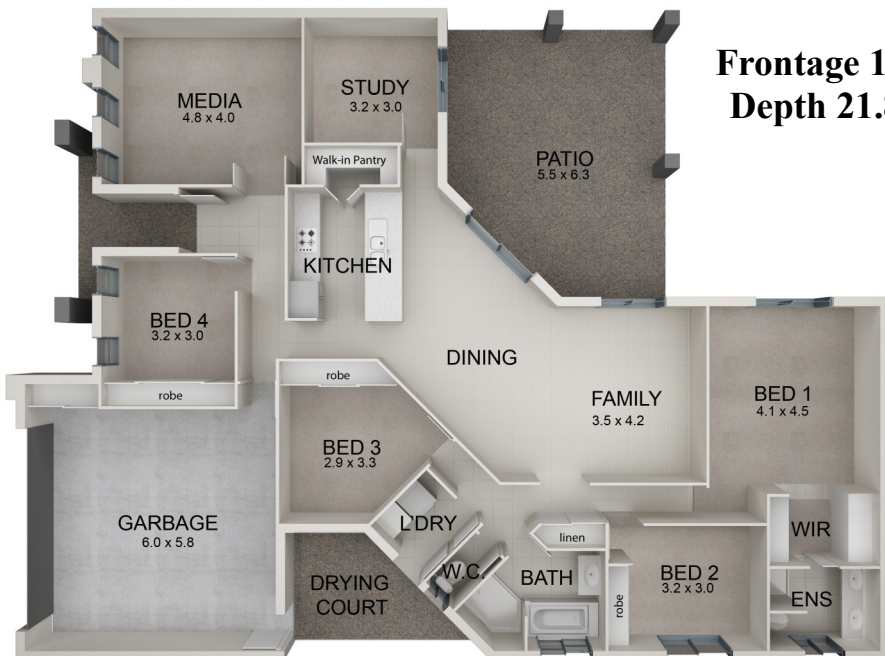 Frontage 1
Depth 21.
MEDIA
4.8 x 4.0
STUDY
3.2 x 3.0
Walk-in Pantry
PATIO
5.5 x 6.3
KITCHEN
BED 4
3.2 x 3.0
robe
DINING
robe
FAMILY
3.5 x 4.2
BED 1
4.1 x 4.5
BED 3
2.9 x 3.3
GARBAGE
6.0 x 5.8
L'DRY
linen
WIR
W.C.
BATH
BED 2
3.2 x 3.0
robe
ENS
DRYING
COURT